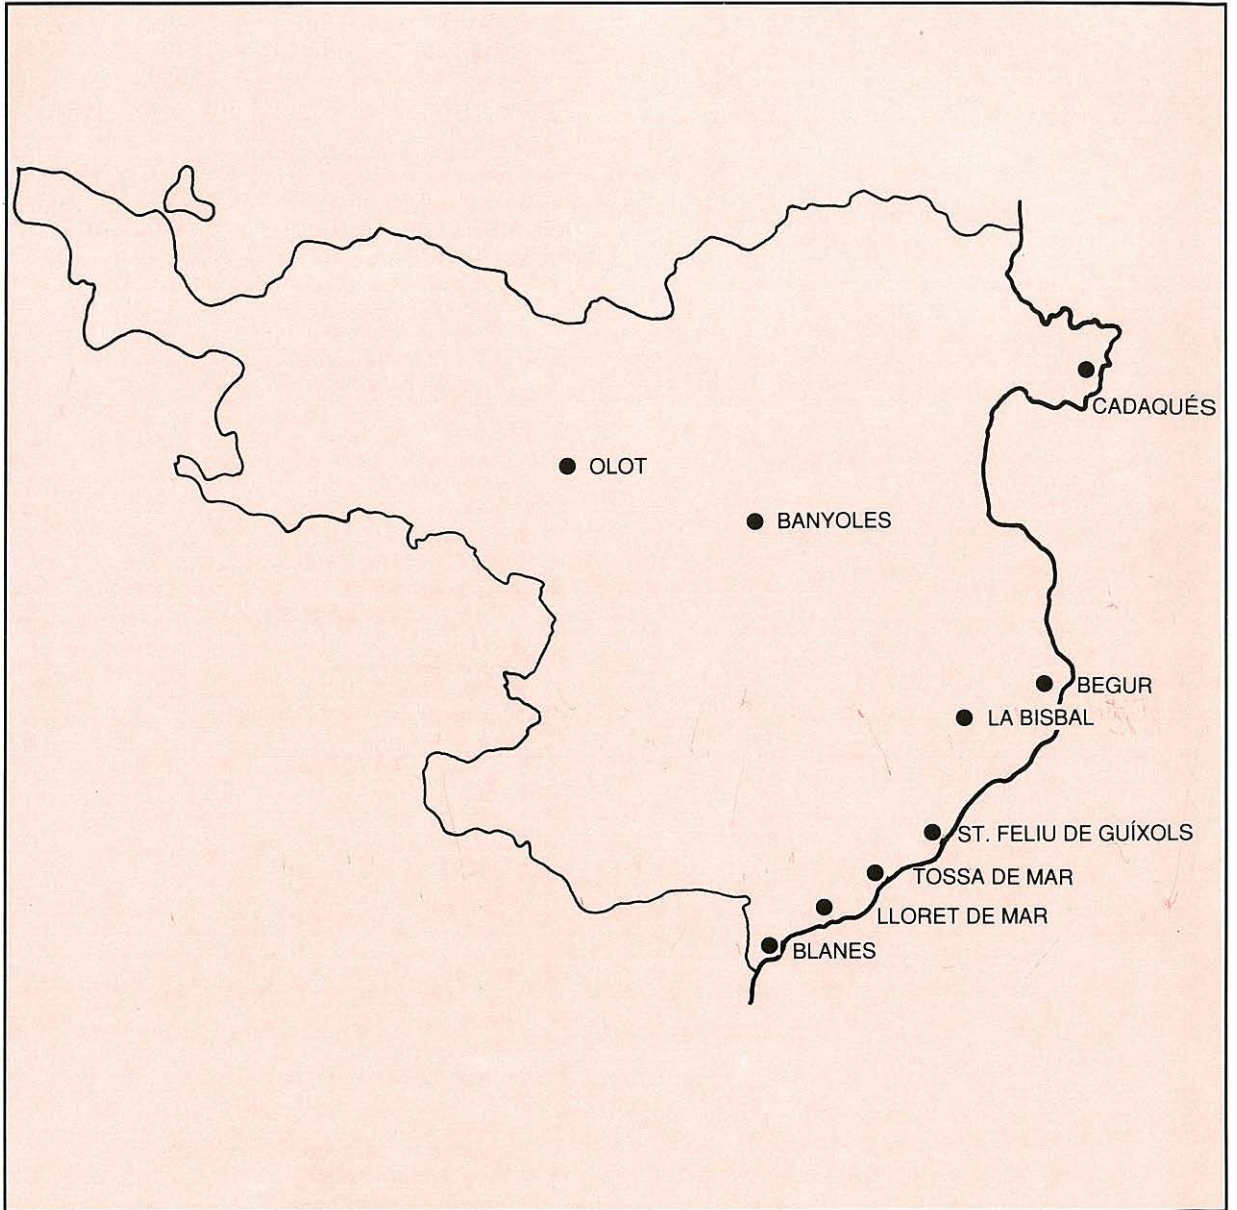 CADAQUÉS
OLOT
BANYOLES
BEGUR
LA BISBAL
ST. FELIU DE GUÍXOLS
TOSSA DE MAR
LLORET DE MAR
BLANES